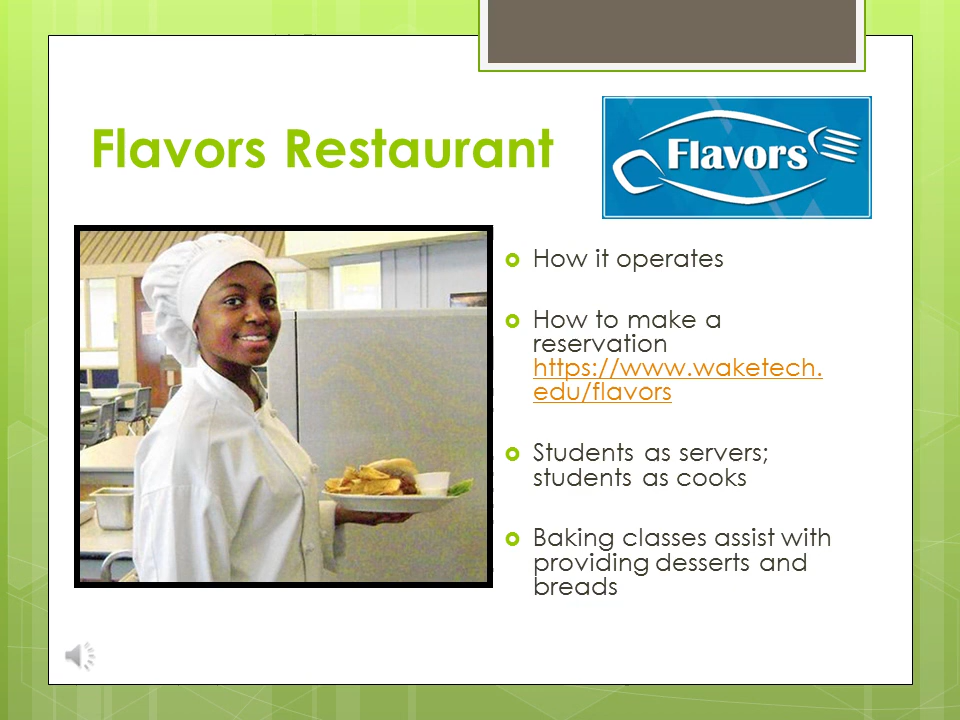 Flavors Restaurant
Flavors
How it operates
How to make a
reservation
https://www.waketech.
edu/flavors
Students as servers;
students as cooks
Baking classes assist with
providing desserts and
breads